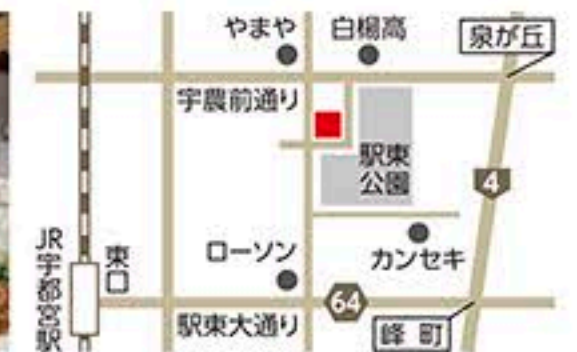 やまや
白楊高
泉が丘
宇農前通り
駅東
公園
4
JR宇都宮駅
東口
ローソン
カンセキ
64
駅東大通り
峰町